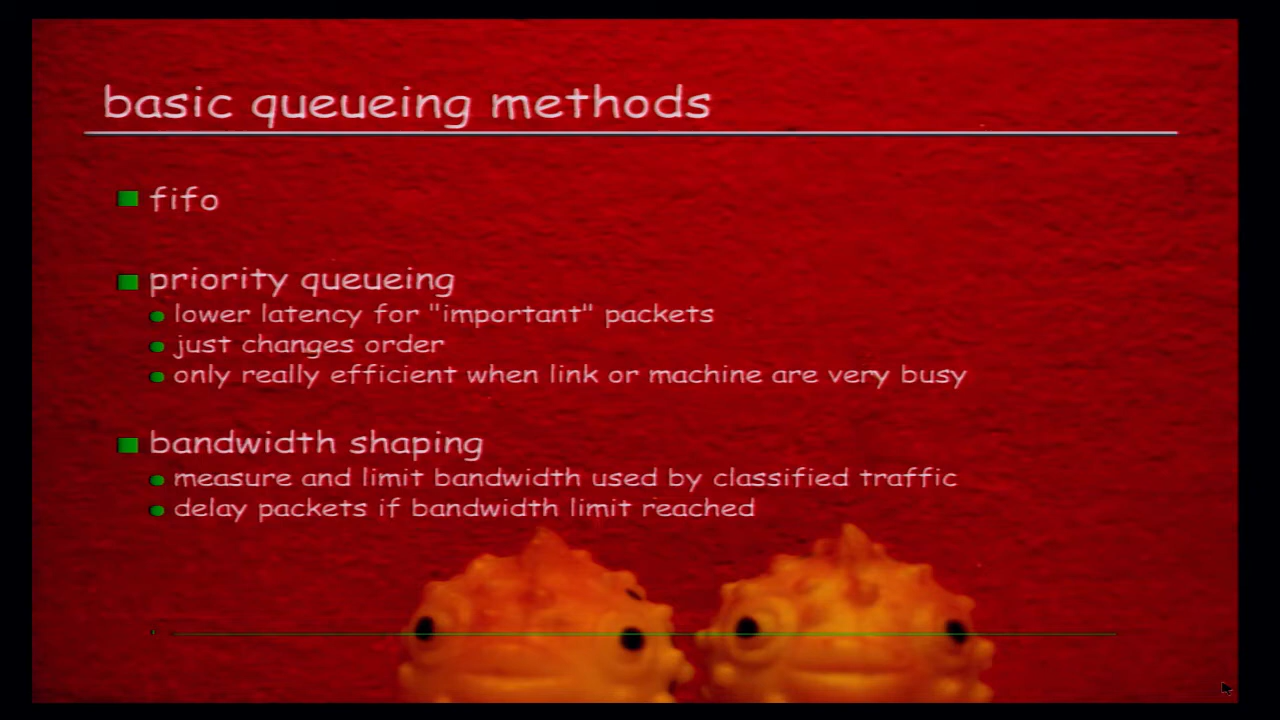 basic queueing methods
fifo
priority queueing
lower latency for "important" packets
just changes order
only really efficient when link or machine are very busy
bandwidth shaping
measure and limit bandwidth used by classified traffic
delay packets if bandwidth limit reached